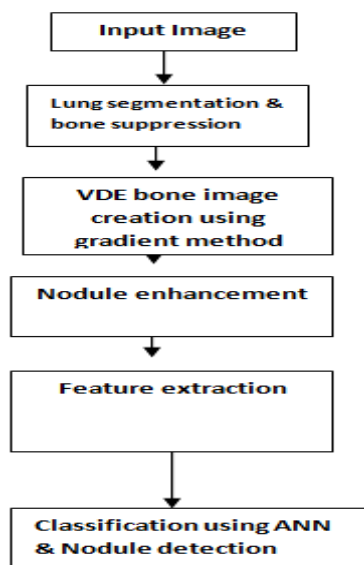 Input Image
Lung segmentation &
bone suppression
VDE bone image
creation using
gradient method
Nodule enhancement
Feature extraction
Classification using ANN
& Nodule detection